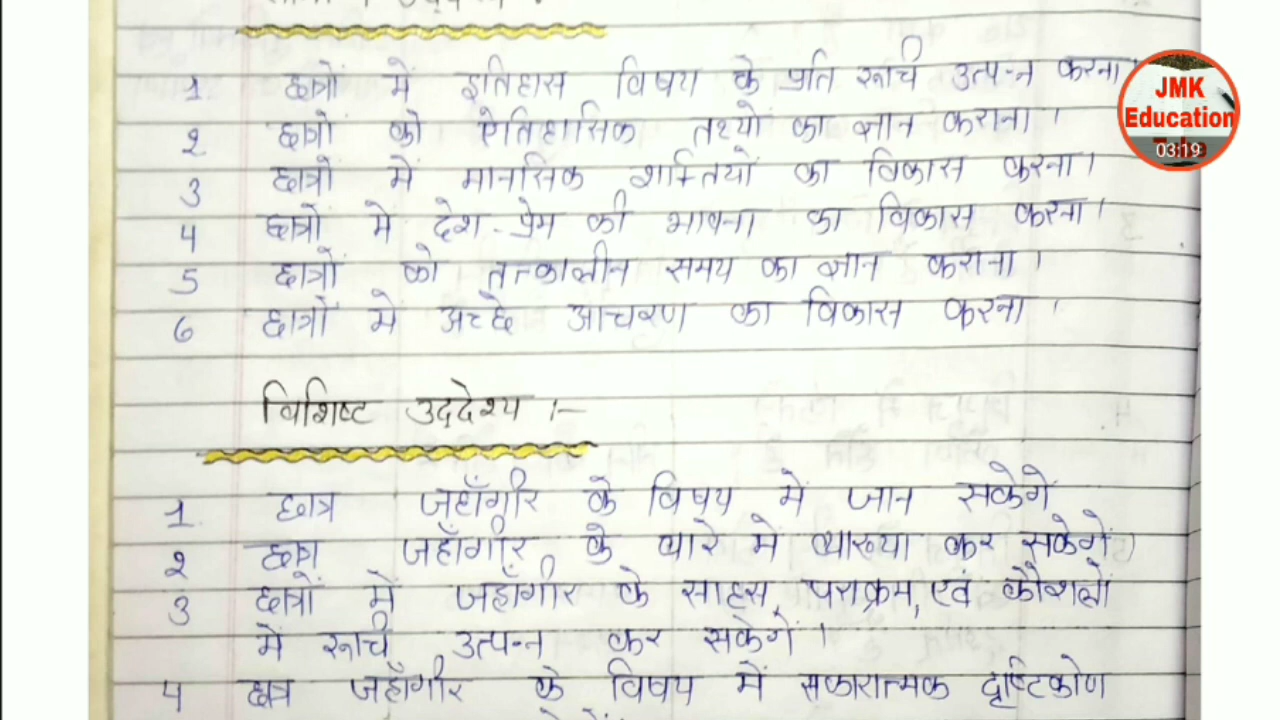 1 छात्रों में इतिहास विषय के प्रति रूचि उत्पन्न करना
2 छात्रों को ऐतिहासिक तथ्यों का ज्ञान कराना ।
3 छात्रों में मानसिक शक्तियों का विकास करना ।
4 छात्रो मे देश-प्रेम की भावना का विकास करना ।
5 छात्रों को तत्कालीन समय का ज्ञान कराना ।
6 छात्रों मे अच्छे आचरण का विकास करना ।
विशिष्ट उद्देश्य :-
1. छात्र जहाँगीर के विषय में जान सकेगें
2 छात्र जहाँगीर के बारे में व्याख्या कर सकेगें।
3 छात्रों में जहाँगीर के साहस, पराक्रम, एवं कौशलो
में रूचि उत्पन्न कर सकेगें ।
4 छात्र जहाँगीर के विषय में सकारात्मक दृष्टिकोण
JMK
Education
03:19